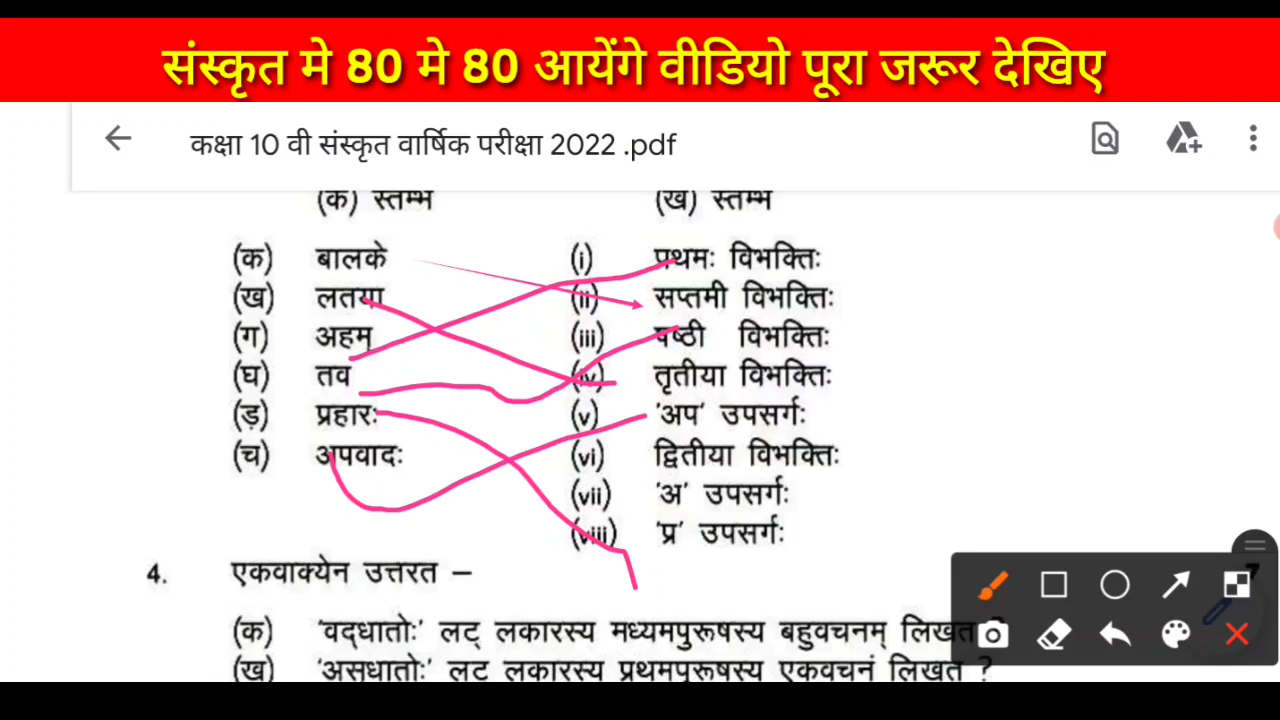 संस्कृत मे 80 मे 80 आयेंगे वीडियो पूरा जरूर देखिए
कक्षा 10 वी संस्कृत वार्षिक परीक्षा 2022 .pdf
(क) स्तम्भ (ख) स्तम्भ
(क) बालके (i) प्रथमः विभक्तिः
(ख) लतया (ii) सप्तमी विभक्तिः
(ग) अहम् (iii) षष्ठी विभक्तिः
(घ) तव (iv) तृतीया विभक्तिः
(ड़) प्रहारः (v) 'अप' उपसर्गः
(च) अपवादः (vi) द्वितीया विभक्तिः
(vii) 'अ' उपसर्गः
(viii) 'प्र' उपसर्गः
4. एकवाक्येन उत्तरत –
(क) 'वद्धातोः' लट् लकारस्य मध्यमपुरूषस्य बहुवचनम् लिखत ?
(ख) 'असधातोः' लट लकारस्य प्रथमपुरूषस्य एकवचनं लिखत ?